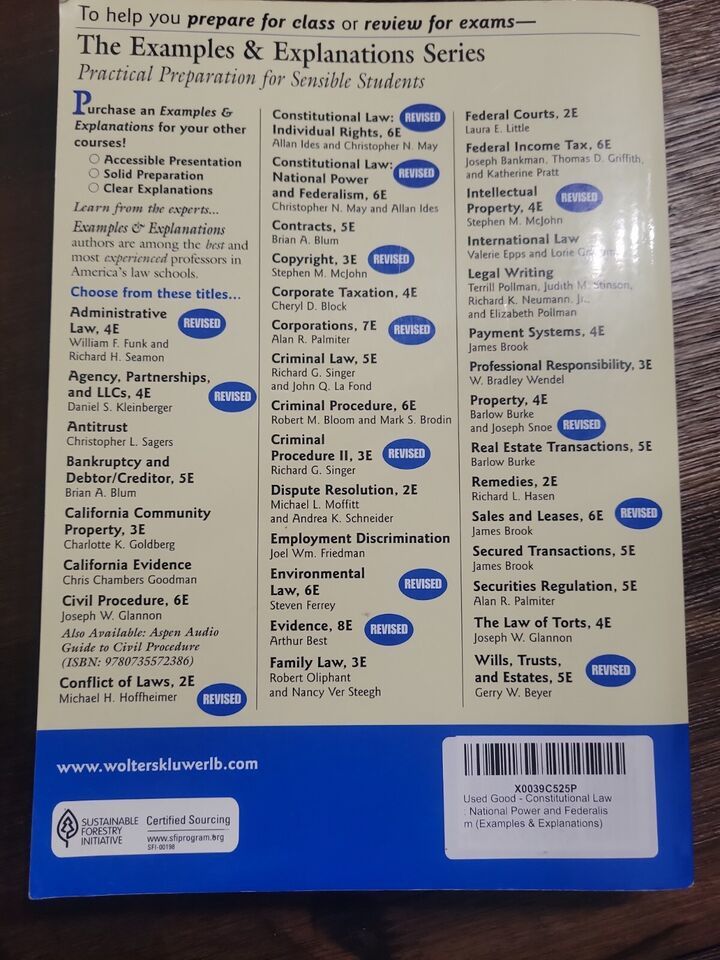 To help you prepare for class or review for exams—
The Examples & Explanations Series
Practical Preparation for Sensible Students
Purchase an Examples &
Explanations for your other
courses!
Accessible Presentation
Solid Preparation
Clear Explanations
Learn from the experts...
Examples & Explanations
authors are among the best and
most experienced professors in
America's law schools.
Choose from these titles...
Administrative
Law, 4E
REVISED
William F. Funk and
Richard H. Seamon
Agency, Partnerships,
and LLCs, 4E
REVISED
Daniel S. Kleinberger
Antitrust
Christopher L. Sagers
Bankruptcy and
Debtor/Creditor, 5E
Brian A. Blum
California Community
Property, 3E
Charlotte K. Goldberg
California Evidence
Chris Chambers Goodman
Civil Procedure, 6E
Joseph W. Glannon
Also Available: Aspen Audio
Guide to Civil Procedure
(ISBN: 9780735572386)
Conflict of Laws, 2E
Michael H. Hoffheimer
REVISED
Constitutional Law:
REVISED
Individual Rights, 6E
Allan Ides and Christopher N. May
Constitutional Law:
National Power
REVISED
and Federalism, 6E
Christopher N. May and Allan Ides
Contracts, 5E
Brian A. Blum
Copyright, 3E
REVISED
Stephen M. McJohn
Corporate Taxation, 4E
Cheryl D. Block
Corporations, 7E
REVISED
Alan R. Palmiter
Criminal Law, 5E
Richard G. Singer
and John Q. La Fond
Criminal Procedure, 6E
Robert M. Bloom and Mark S. Brodin
Criminal
Procedure II, 3E
REVISED
Richard G. Singer
Dispute Resolution, 2E
Michael L. Moffitt
and Andrea K. Schneider
Employment Discrimination
Joel Wm. Friedman
Environmental
Law, 6E
REVISED
Steven Ferrey
Evidence, 8E
REVISED
Arthur Best
Family Law, 3E
Robert Oliphant
and Nancy Ver Steegh
Federal Courts, 2E
Laura E. Little
Federal Income Tax, 6E
Joseph Bankman, Thomas D. Griffith,
and Katherine Pratt
Intellectual
Property, 4E
REVISED
Stephen M. McJohn
International Law
Valerie Epps and Lorie
Legal Writing
Terrill Pollman, Judith M. Stinson,
Richard K. Neumann, Jr.,
and Elizabeth Pollman
Payment Systems, 4E
James Brook
Professional Responsibility, 3E
W. Bradley Wendel
Property, 4E
Barlow Burke
and Joseph Snoe
REVISED
Real Estate Transactions, 5E
Barlow Burke
Remedies, 2E
Richard L. Hasen
Sales and Leases, 6E
REVISED
James Brook
Secured Transactions, 5E
James Brook
Securities Regulation, 5E
Alan R. Palmiter
The Law of Torts, 4E
Joseph W. Glannon
Wills, Trusts,
and Estates, 5E
REVISED
Gerry W. Beyer
www.wolterskluwerlb.com
SUSTAINABLE
FORESTRY
INITIATIVE
Certified Sourcing
www.sfiprogram.org
SFI-00198
X0039C525P
Used Good - Constitutional Law
: National Power and Federalis
m (Examples & Explanations)